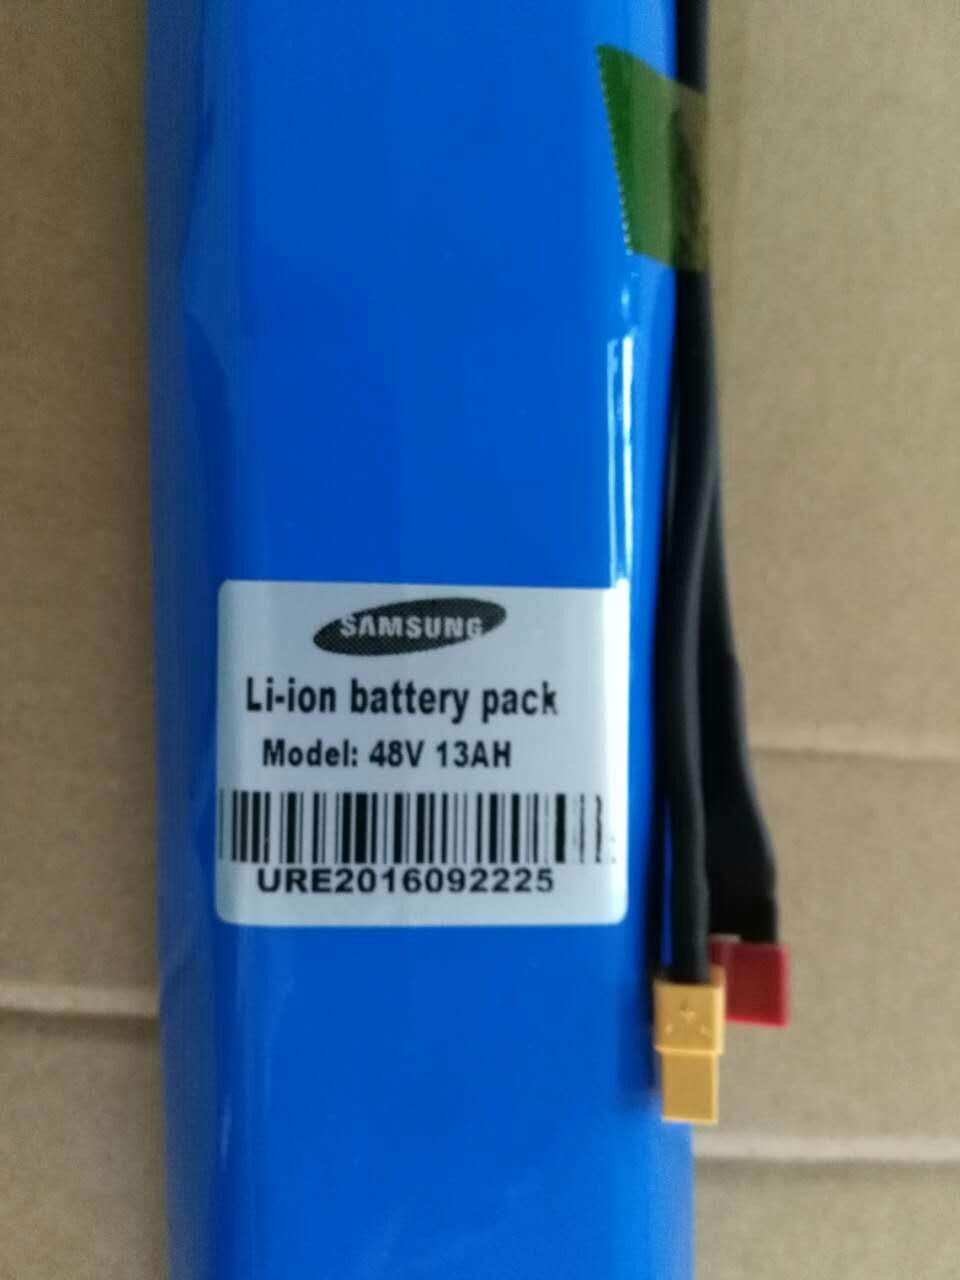 SAMSUNG
Li-ion battery pack
Model: 48V 13AH
URE2016092225